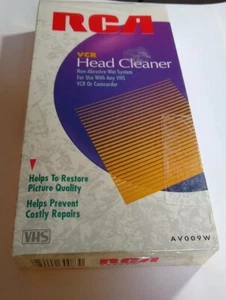 RCA
VCR
Head Cleaner
Non-Abrasive Wet System
For Use With Any VHS
VCR Or Camcorder
Helps To Restore
Picture Quality
Helps Prevent
Costly Repairs
VHS
AV009W
RCA